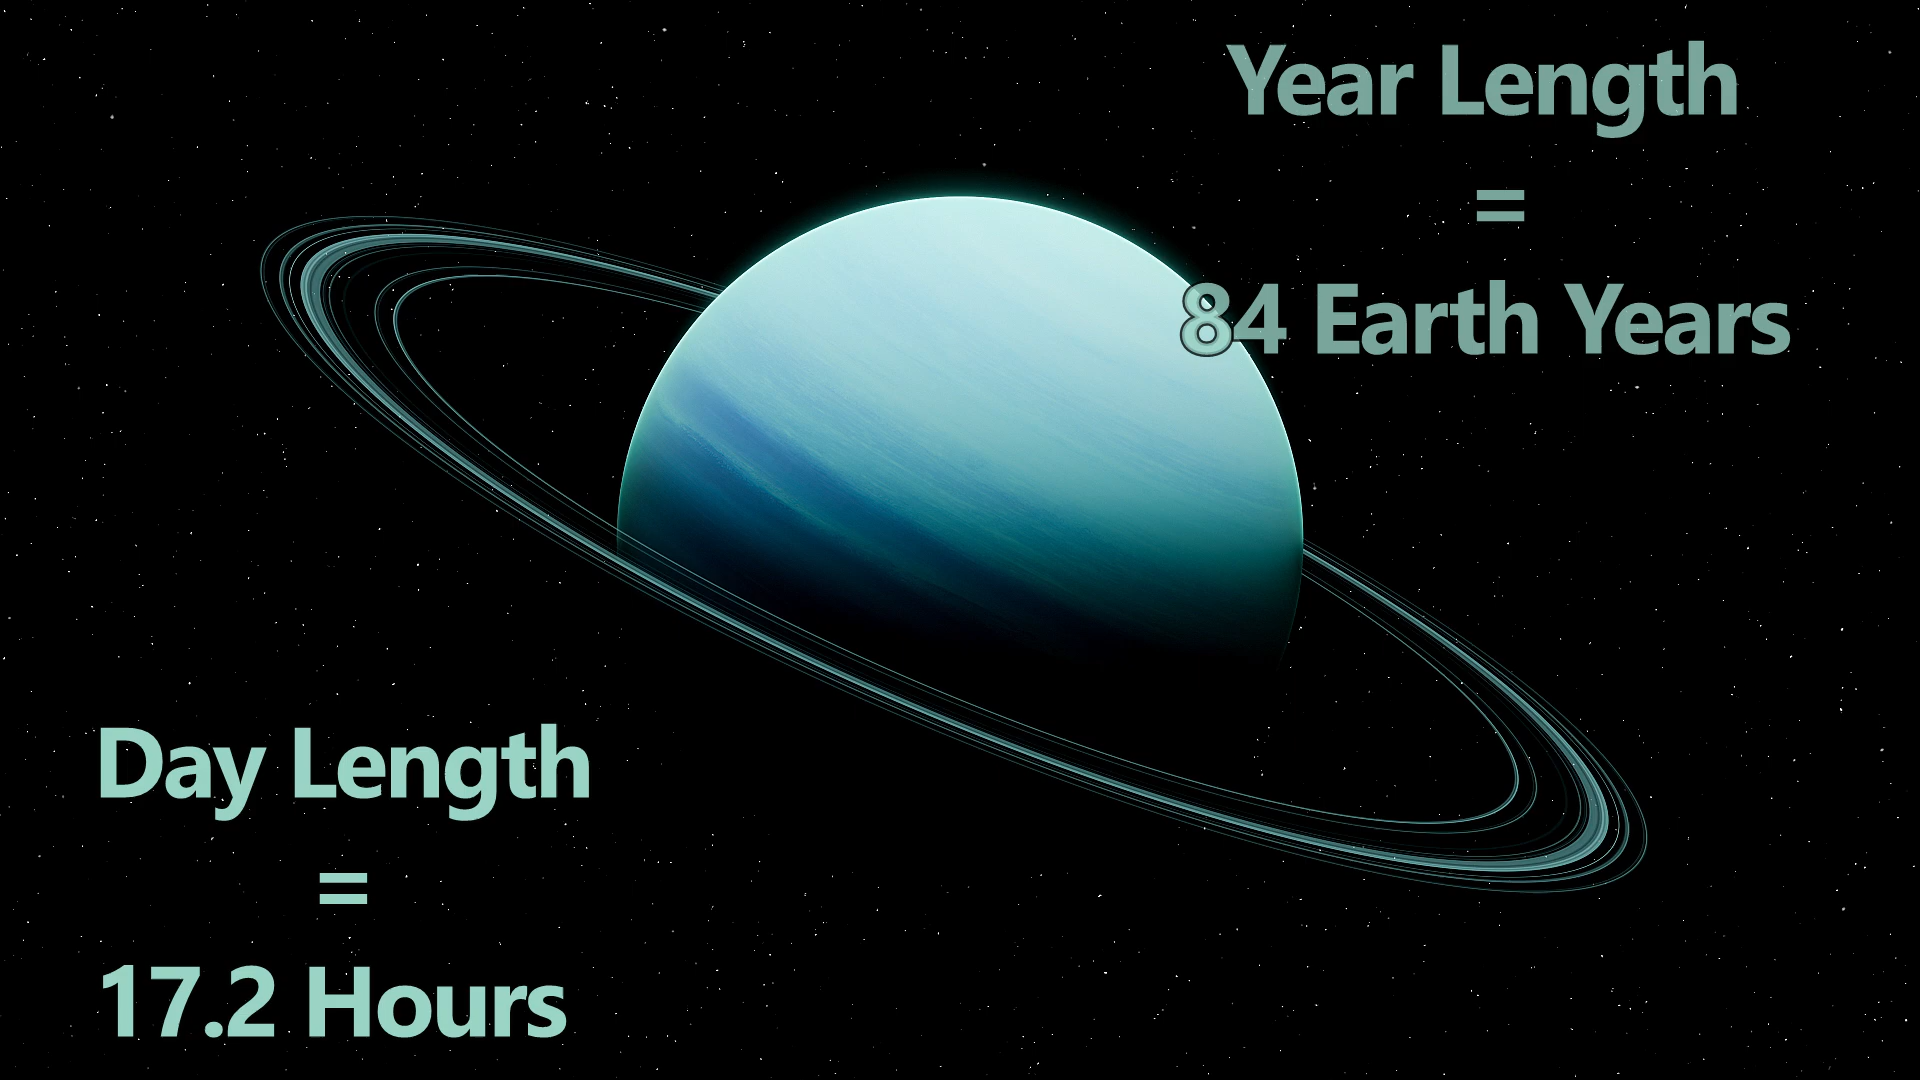 Year Length
=
84 Earth Years
Day Length
=
17.2 Hours